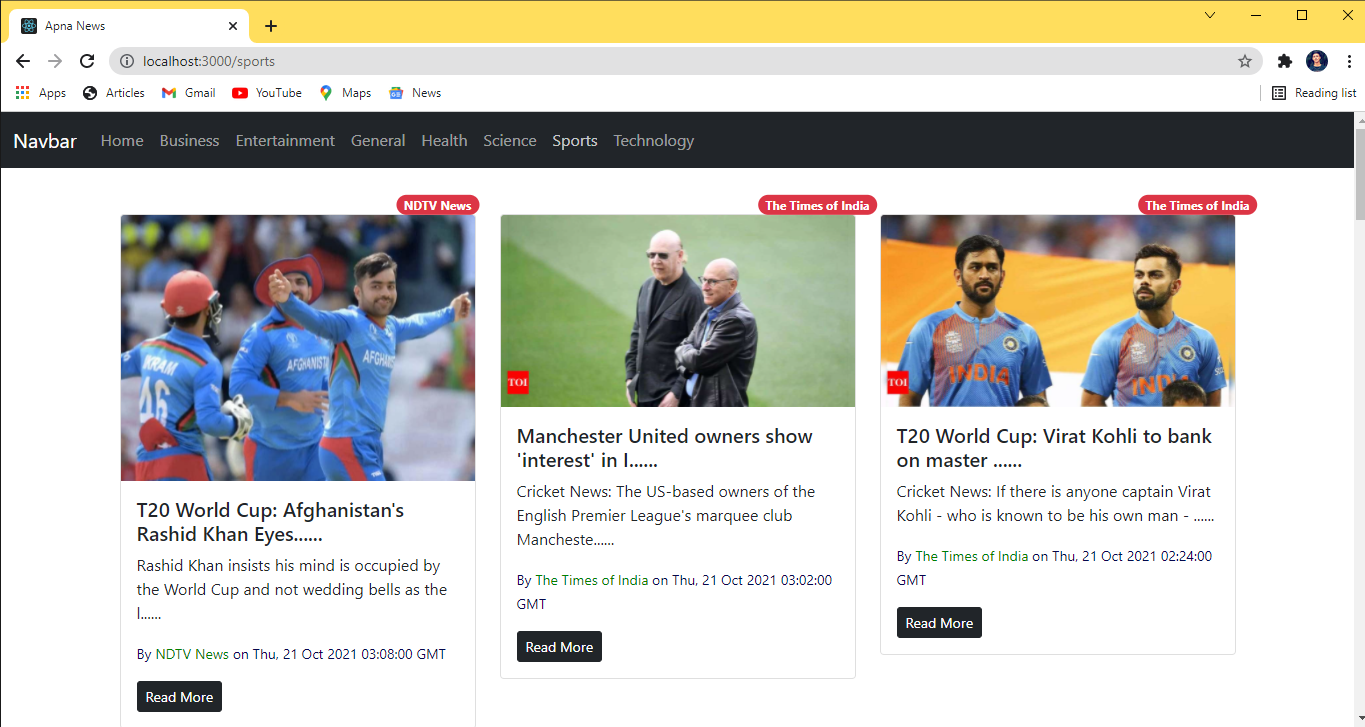 Apna News
localhost:3000/sports
Apps Articles Gmail YouTube Maps News Reading list
Navbar Home Business Entertainment General Health Science Sports Technology
NDTV News
KRAM
46
AFGHANIST
AFGHANIS
T20 World Cup: Afghanistan's
Rashid Khan Eyes......
Rashid Khan insists his mind is occupied by
the World Cup and not wedding bells as the
l......
By NDTV News on Thu, 21 Oct 2021 03:08:00 GMT
Read More
The Times of India
TOI
Manchester United owners show
'interest' in I......
Cricket News: The US-based owners of the
English Premier League's marquee club
Mancheste......
By The Times of India on Thu, 21 Oct 2021 03:02:00
GMT
Read More
The Times of India
INDIA
TOI
T20 World Cup: Virat Kohli to bank
on master ......
Cricket News: If there is anyone captain Virat
Kohli - who is known to be his own man - ......
By The Times of India on Thu, 21 Oct 2021 02:24:00
GMT
Read More